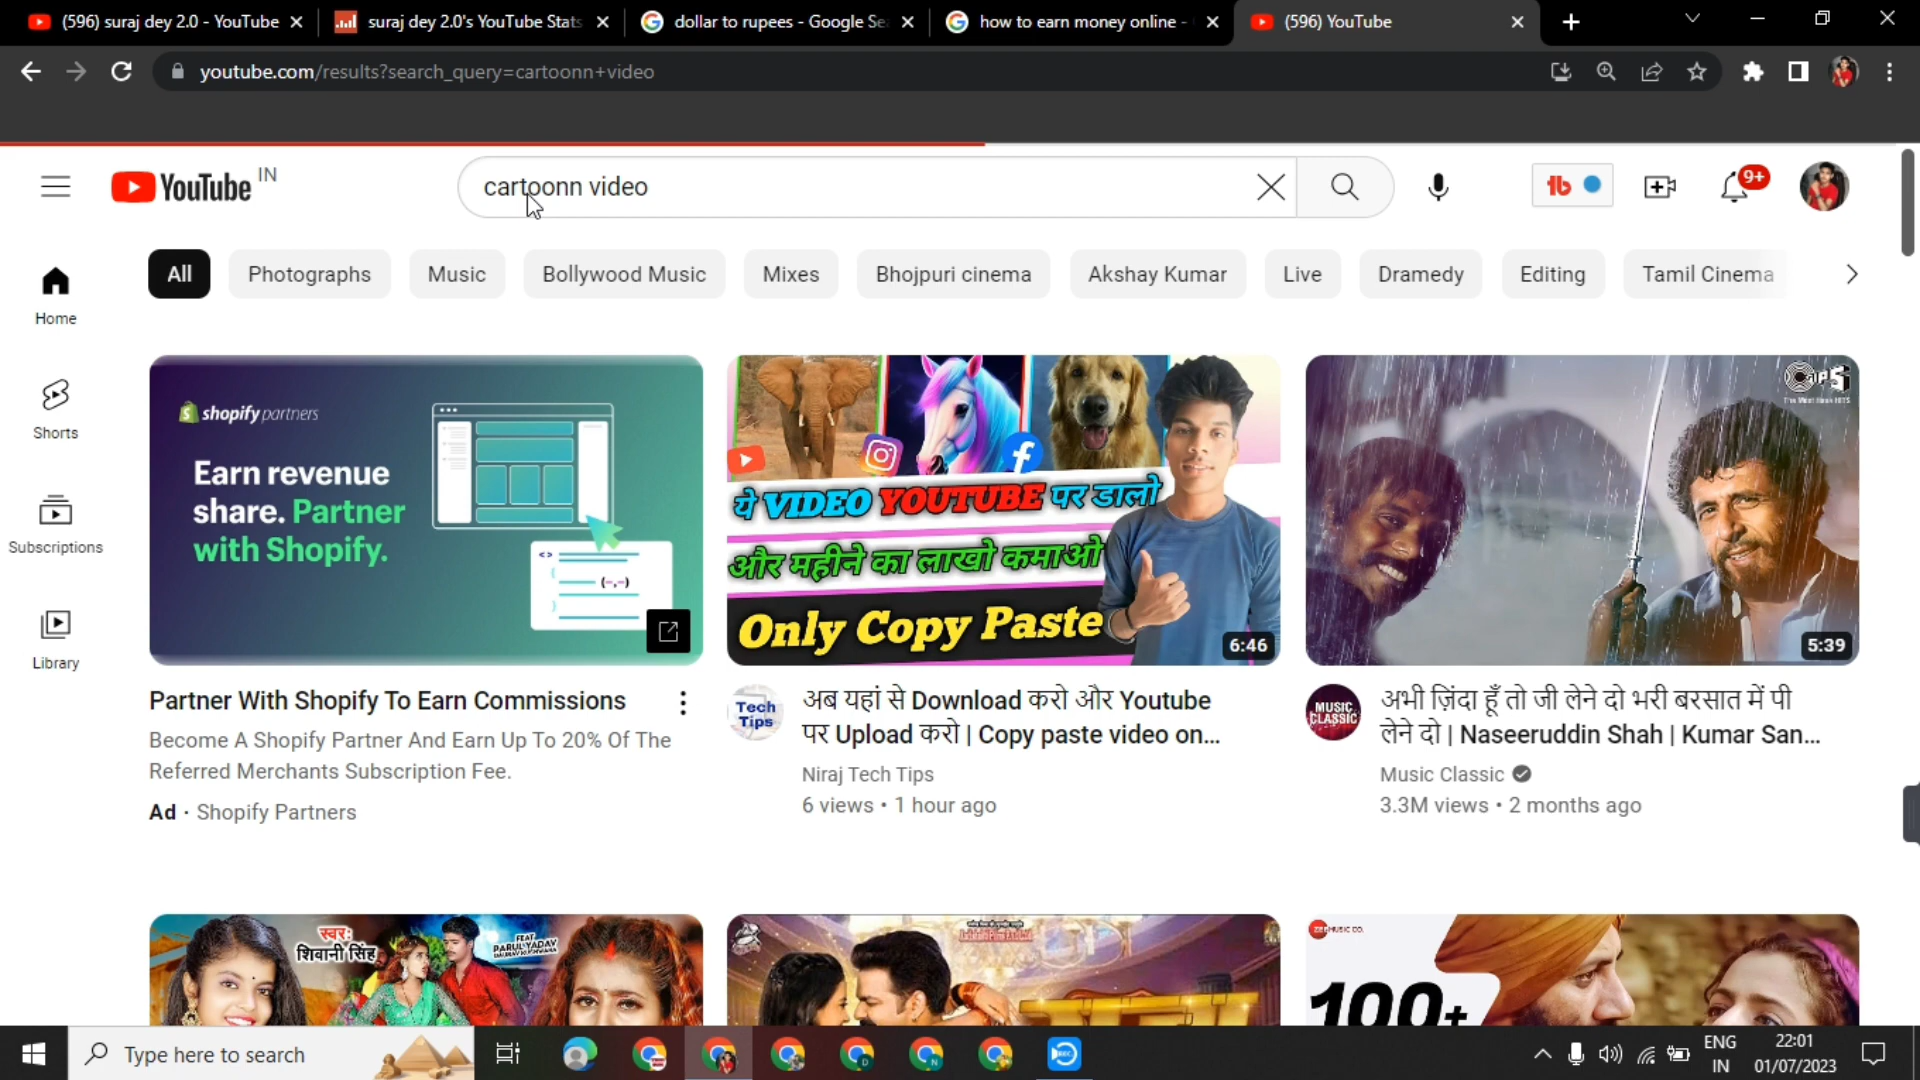 (596) suraj dey 2.0 - YouTube
suraj dey 2.0's YouTube Stats
dollar to rupees - Google Se
how to earn money online -
(596) YouTube
youtube.com/results?search_query=cartoonn+video
YouTube IN
cartoonn video
9+
All
Photographs
Music
Bollywood Music
Mixes
Bhojpuri cinema
Akshay Kumar
Live
Dramedy
Editing
Tamil Cinema
Home
Shorts
Subscriptions
Library
shopify partners
Earn revenue
share. Partner
with Shopify.
ये VIDEO YOUTUBE पर डालो
और महीने का लाखो कमाओ
Only Copy Paste
6:46
TIPS
5:39
Partner With Shopify To Earn Commissions
Become A Shopify Partner And Earn Up To 20% Of The
Referred Merchants Subscription Fee.
Ad · Shopify Partners
Tech
Tips
अब यहां से Download करो और Youtube
पर Upload करो | Copy paste video on...
Niraj Tech Tips
6 views • 1 hour ago
MUSIC
CLASSIC
अभी ज़िंदा हूँ तो जी लेने दो भरी बरसात में पी
लेने दो | Naseeruddin Shah | Kumar San...
Music Classic
3.3M views • 2 months ago
स्वर:
शिवानी सिंह
FEAT
PARUL YADAV
ZEE MUSIC CO.
100+
Type here to search
ENG
IN
22:01
01/07/2023